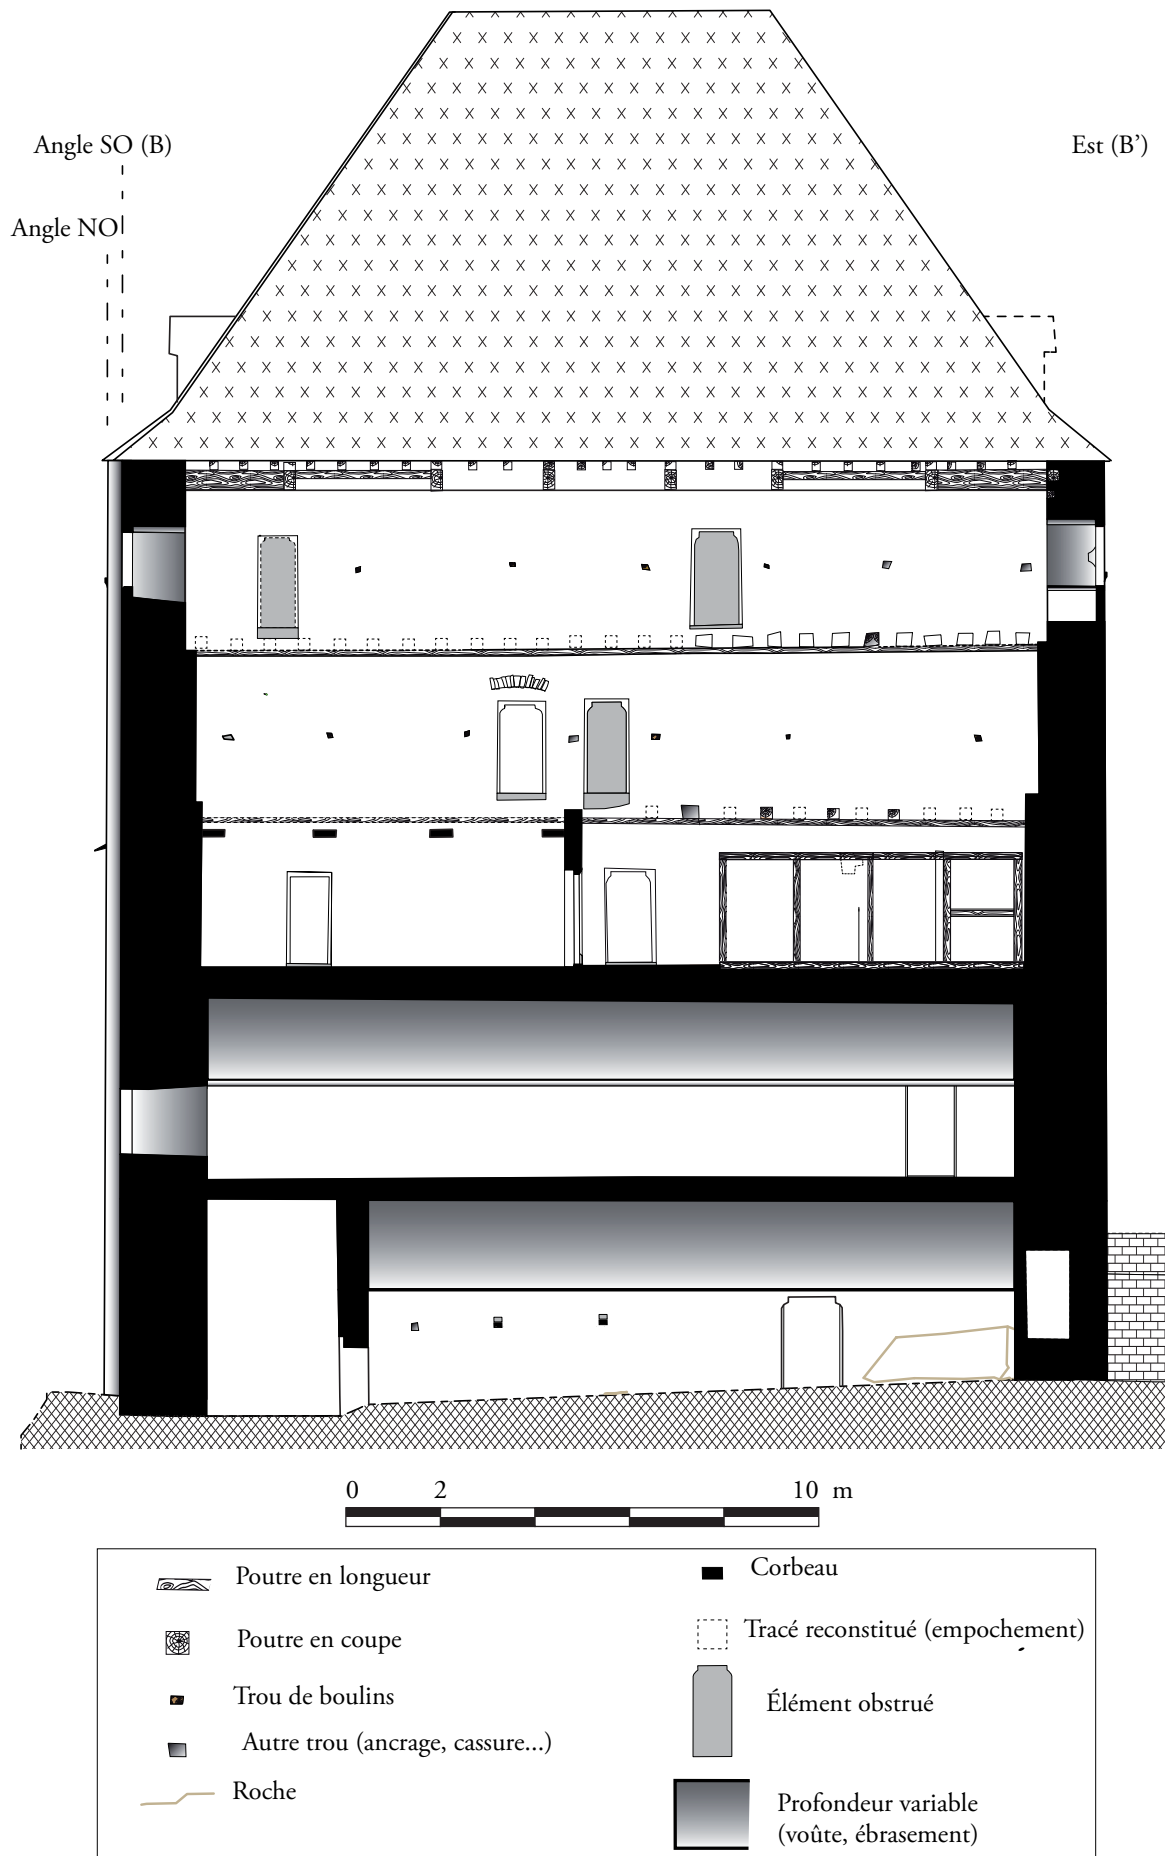 Angle SO (B)
Est (B’)
Angle NO
0 2 10 m
Poutre en longueur
Poutre en coupe
Trou de boulins
Autre trou (ancrage, cassure...)
Roche
Corbeau
Tracé reconstitué (empochement)
Élément obstrué
Profondeur variable
(voûte, ébrasement)